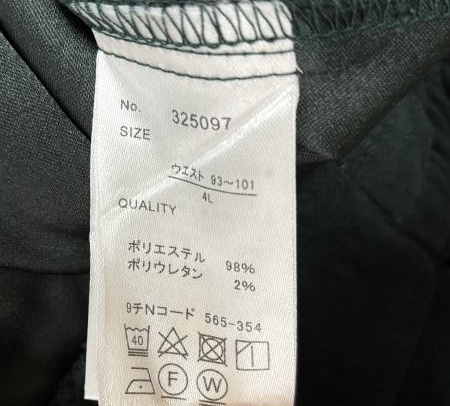 No. 325097
SIZE
ウエスト 93～101
4L
QUALITY
ポリエステル 98%
ポリウレタン 2%
9チNコード 565-354
40
F W